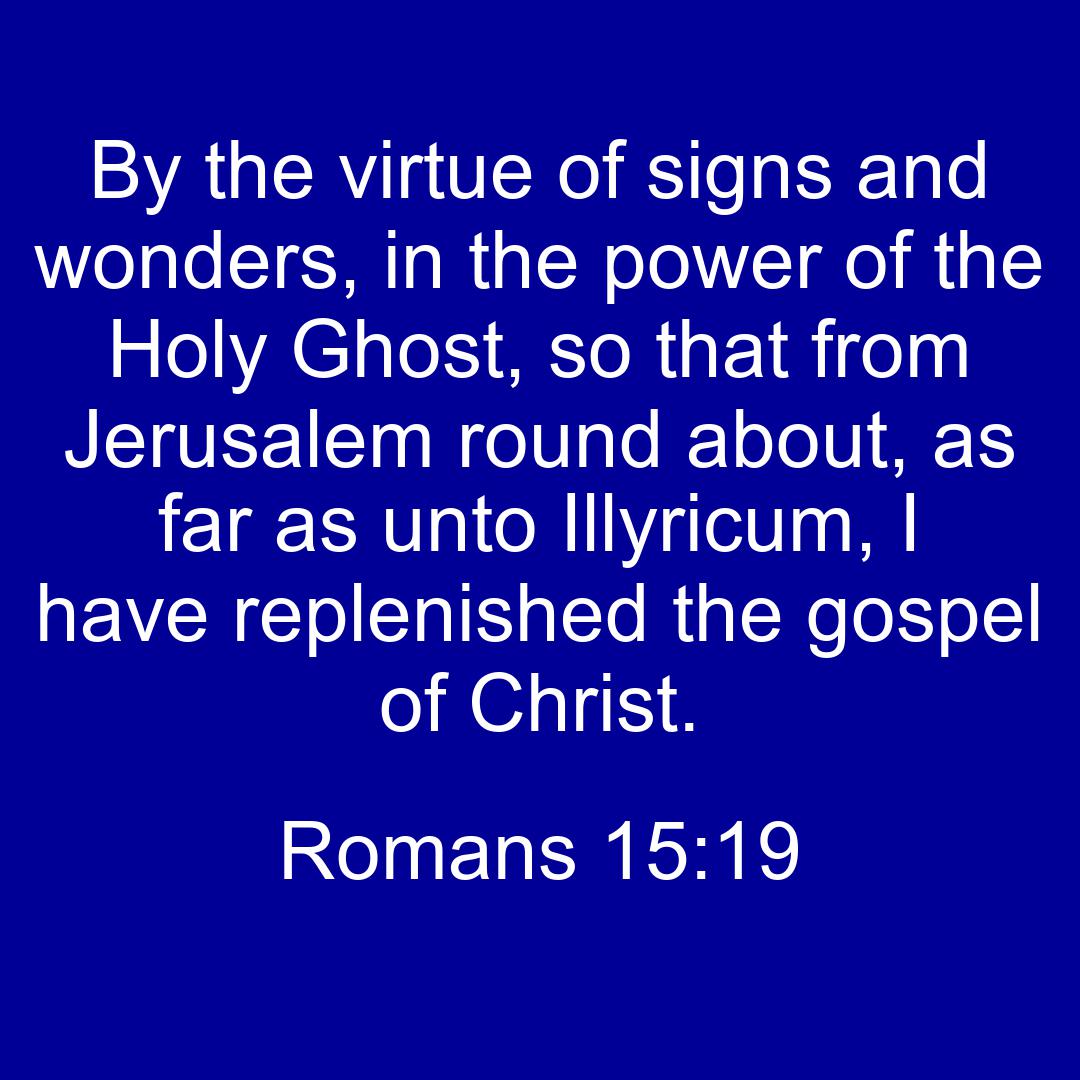 By the virtue of signs and
wonders, in the power of the
Holy Ghost, so that from
Jerusalem round about, as
far as unto Illyricum, I
have replenished the gospel
of Christ.
Romans 15:19